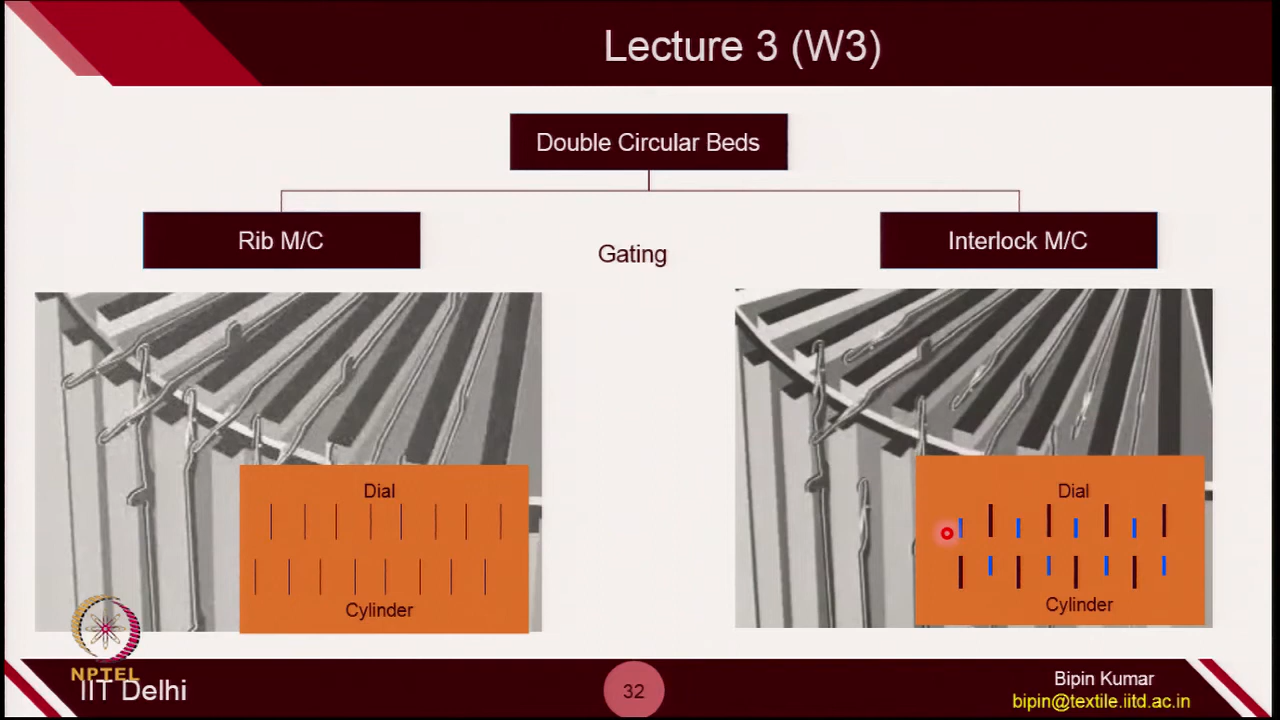 Lecture 3 (W3)
Double Circular Beds
Rib M/C
Gating
Interlock M/C
Dial
Cylinder
Dial
Cylinder
NPTEL
IIT Delhi
32
Bipin Kumar
bipin@textile.iitd.ac.in